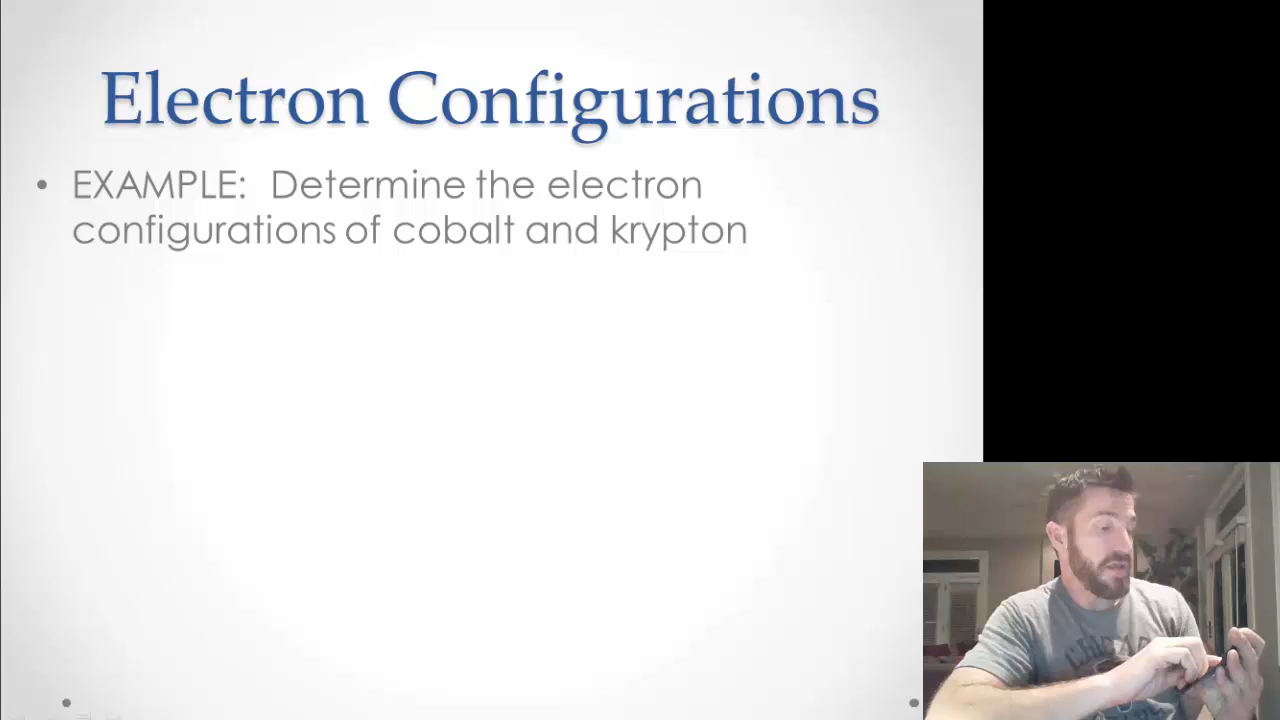 Electron Configurations
• EXAMPLE: Determine the electron
configurations of cobalt and krypton